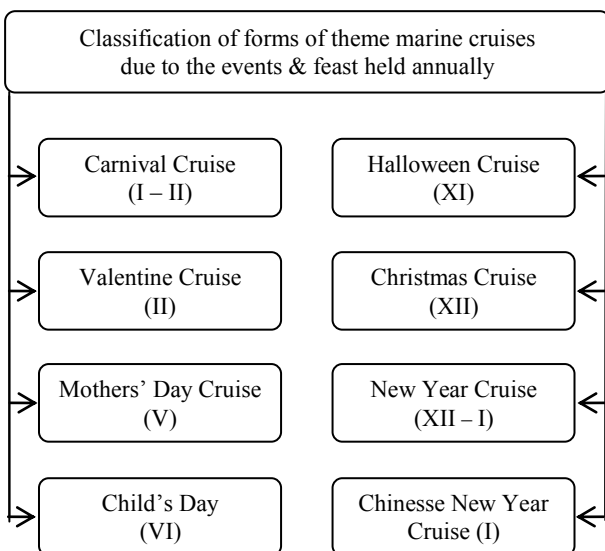 Classification of forms of theme marine cruises
due to the events & feast held annually
Carnival Cruise
(I – II)
Halloween Cruise
(XI)
Valentine Cruise
(II)
Christmas Cruise
(XII)
Mothers’ Day Cruise
(V)
New Year Cruise
(XII – I)
Child’s Day
(VI)
Chinesse New Year
Cruise (I)